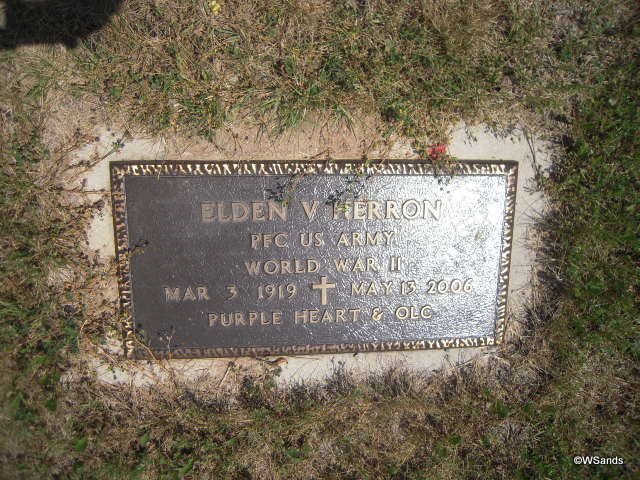 ELDEN V HERRON
PFC US ARMY
WORLD WAR II
MAR 3 1919 ✝ MAY 13 2006
PURPLE HEART & OLC
©WSands